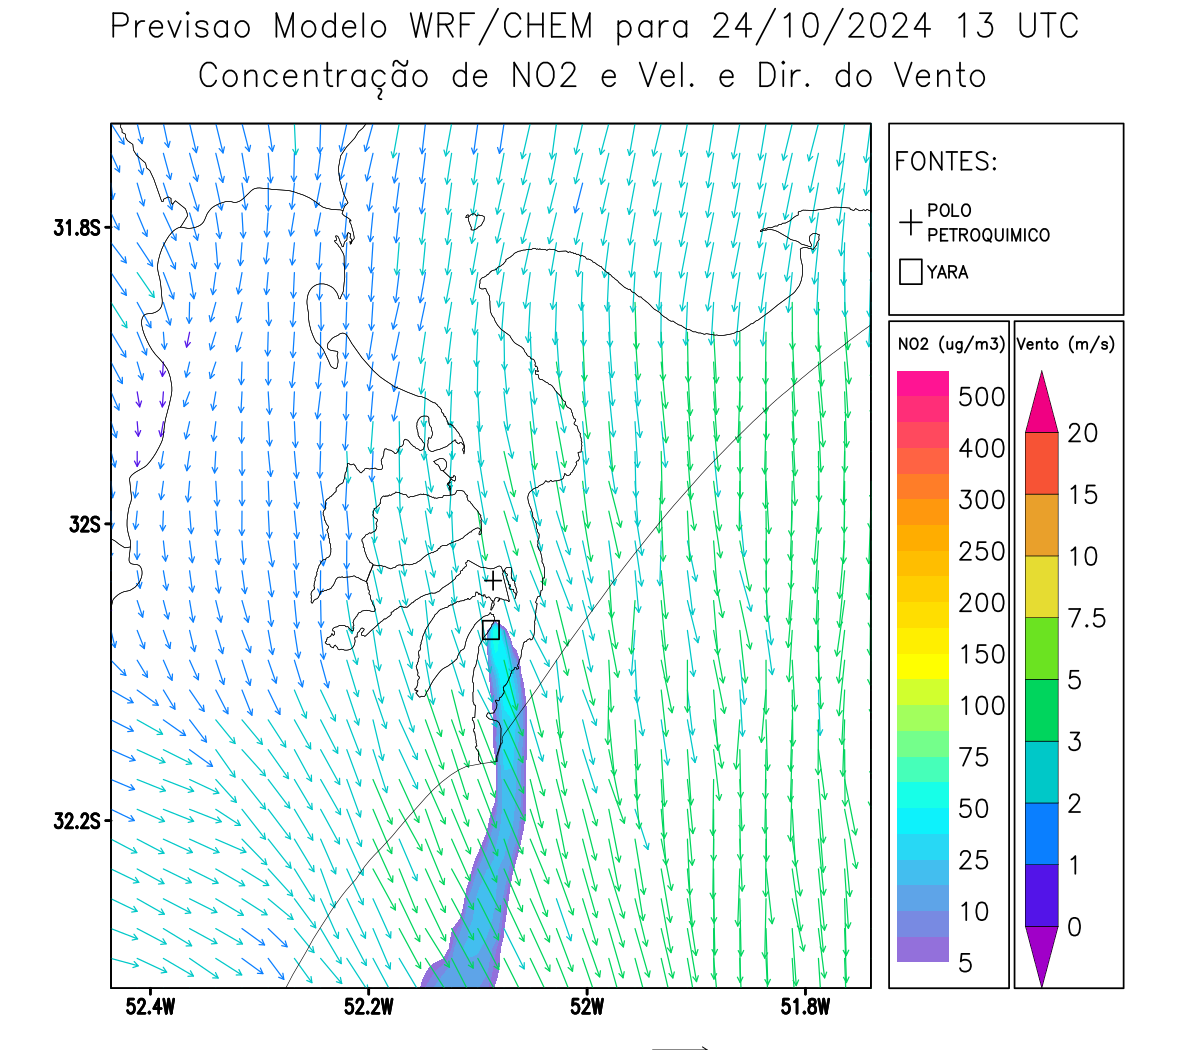 Previsao Modelo WRF/CHEM para 24/10/2024 13 UTC
Concentração de NO2 e Vel. e Dir. do Vento
FONTES:
POLO
PETROQUIMICO
YARA
31.8S
32S
32.2S
52.4W
52.2W
52W
51.8W
NO2 (ug/m3)
500
400
300
250
200
150
100
75
50
25
10
5
Vento (m/s)
20
15
10
7.5
5
3
2
1
0